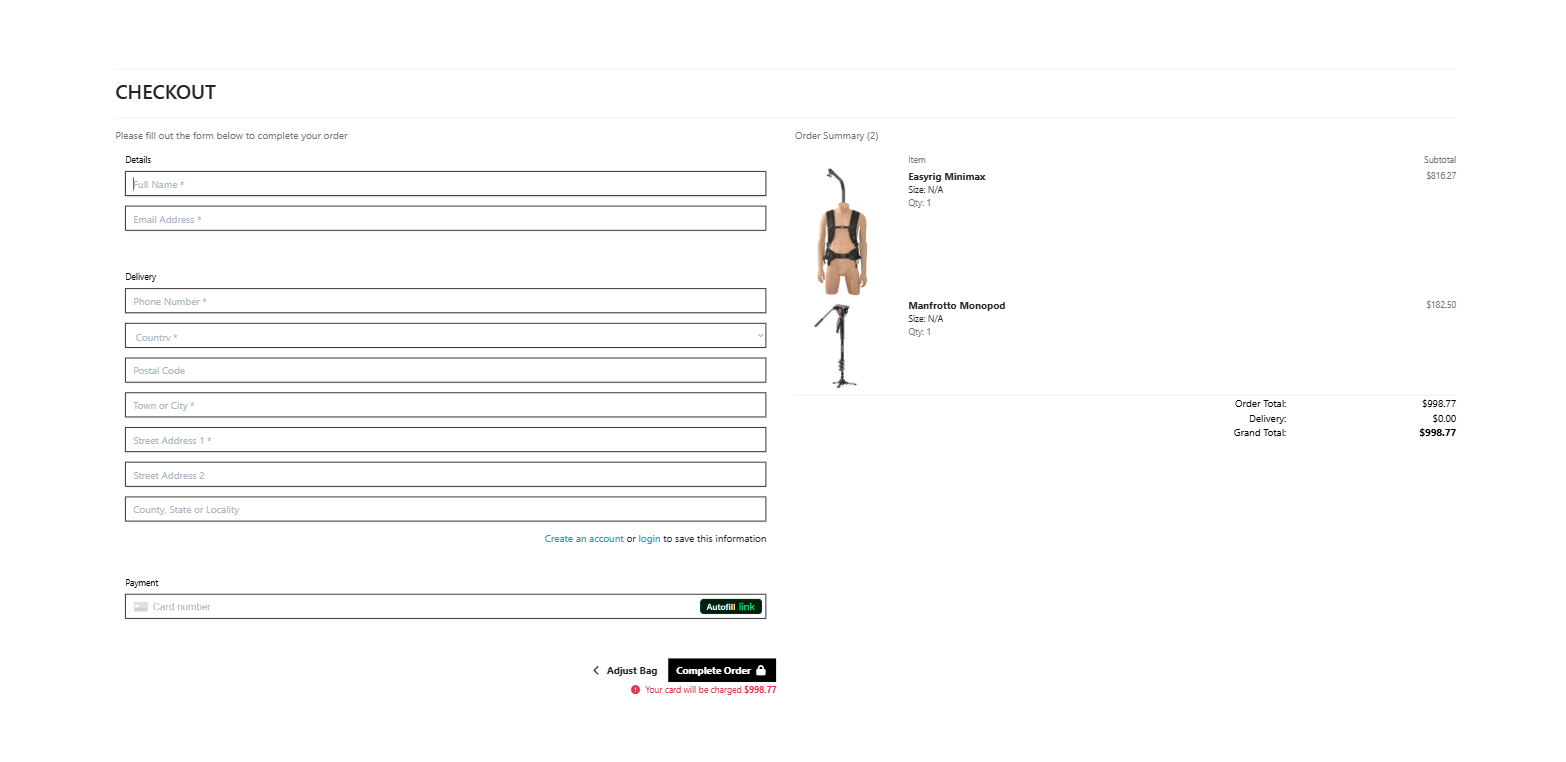 CHECKOUT
Please fill out the form below to complete your order
Details
Full Name *
Email Address *
Delivery
Phone Number *
Country *
Postal Code
Town or City *
Street Address 1 *
Street Address 2
County, State or Locality
Create an account or login to save this information
Payment
Card number
Autofill link
Adjust Bag
Complete Order
Your card will be charged $998.77
Order Summary (2)
Item Subtotal
Easyrig Minimax $816.27
Size: N/A
Qty: 1
Manfrotto Monopod $182.50
Size: N/A
Qty: 1
Order Total: $998.77
Delivery: $0.00
Grand Total: $998.77